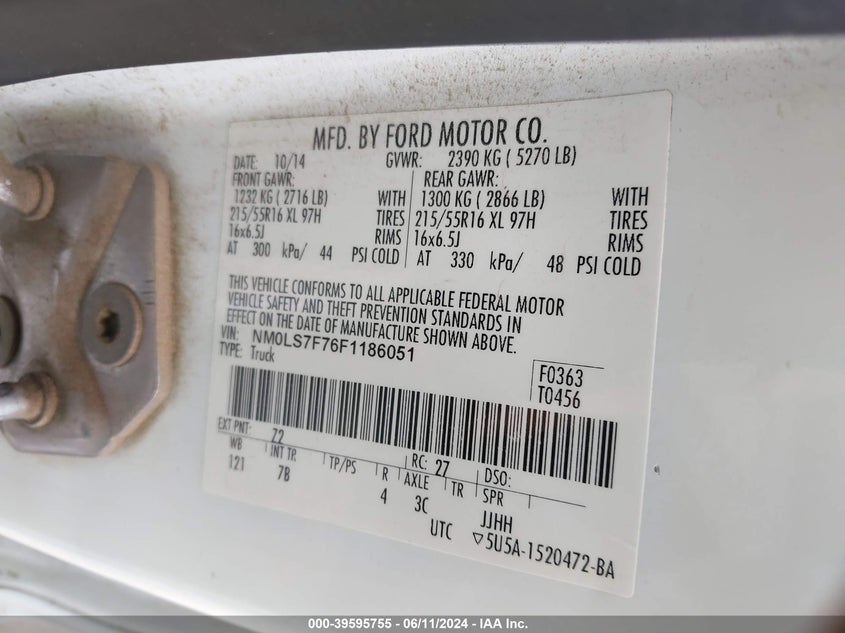 MFD. BY FORD MOTOR CO.
DATE: 10/14 GVWR: 2390 KG ( 5270 LB)
FRONT GAWR: REAR GAWR:
1232 KG ( 2716 LB) WITH 1300 KG ( 2866 LB) WITH
215/55R16 XL 97H TIRES 215/55R16 XL 97H TIRES
16x6.5J RIMS 16x6.5J RIMS
AT 300 kPa/ 44 PSI COLD AT 330 kPa/ 48 PSI COLD
THIS VEHICLE CONFORMS TO ALL APPLICABLE FEDERAL MOTOR
VEHICLE SAFETY AND THEFT PREVENTION STANDARDS IN
EFFECT ON THE DATE OF MANUFACTURE SHOWN ABOVE.
VIN: NM0LS7F76F1186051
TYPE: Truck
F0363
T0456
EXT PNT: Z2 RC: 27 DSO:
WB INT TR TP/PS R AXLE TR SPR
121 7B 4 3C JJHH
UTC ▽5U5A-1520472-BA
000-39595755 - 06/11/2024 - IAA Inc.